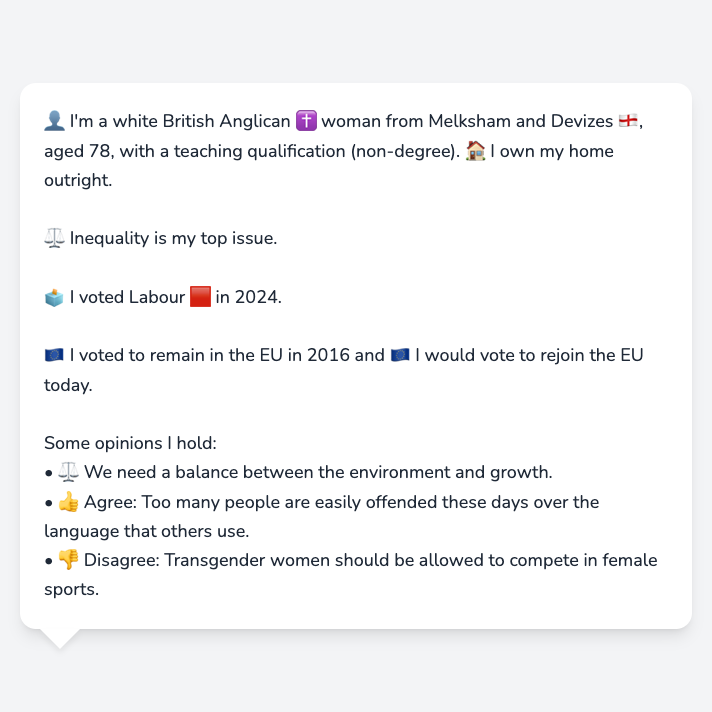 👤 I'm a white British Anglican ✝️ woman from Melksham and Devizes 🏴󠁧󠁢󠁥󠁮󠁧󠁿,
aged 78, with a teaching qualification (non-degree). 🏠 I own my home
outright.
⚖️ Inequality is my top issue.
🗳️ I voted Labour 🟥 in 2024.
🇪🇺 I voted to remain in the EU in 2016 and 🇪🇺 I would vote to rejoin the EU
today.
Some opinions I hold:
• ⚖️ We need a balance between the environment and growth.
• 👍 Agree: Too many people are easily offended these days over the
language that others use.
• 👎 Disagree: Transgender women should be allowed to compete in female
sports.